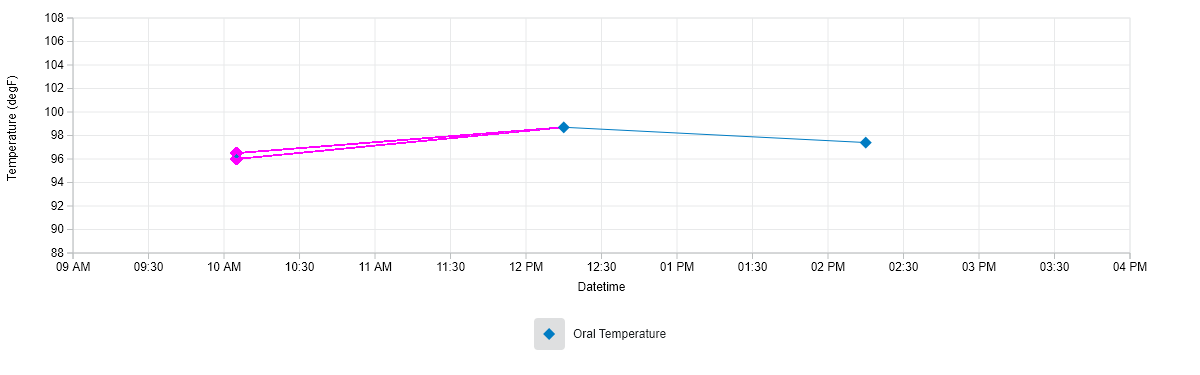 108
106
104
102
100
98
96
94
92
90
88
Temperature (degF)
09 AM 09:30 10 AM 10:30 11 AM 11:30 12 PM 12:30 01 PM 01:30 02 PM 02:30 03 PM 03:30 04 PM
Datetime
Oral Temperature